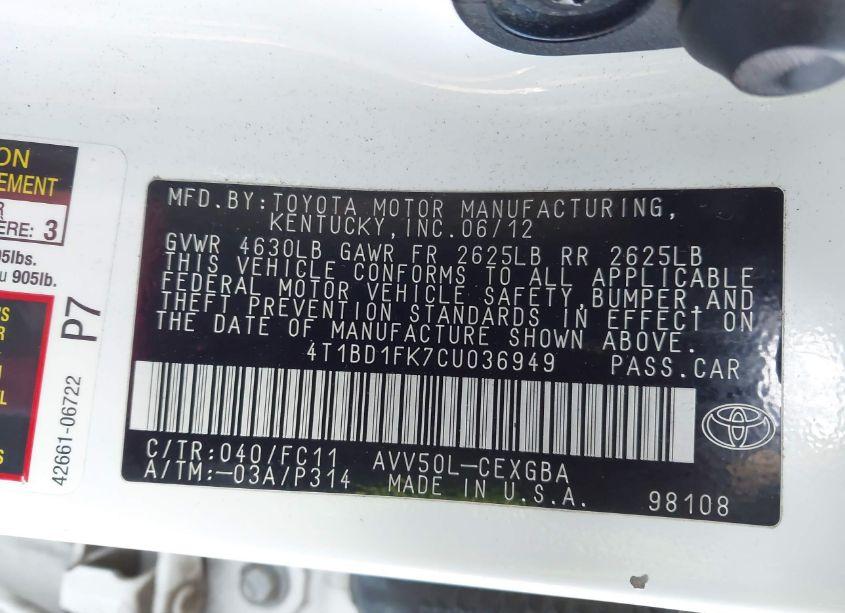 ION
EMENT
R
ÈRE: 3
95lbs.
u 905lb.
'S
R
42661-06722
P7
MFD.BY:TOYOTA MOTOR MANUFACTURING,
KENTUCKY,INC.06/12
GVWR 4630LB GAWR FR 2625LB RR 2625LB
THIS VEHICLE CONFORMS TO ALL APPLICABLE
FEDERAL MOTOR VEHICLE SAFETY,BUMPER,AND
THEFT PREVENTION STANDARDS IN EFFECT ON
THE DATE OF MANUFACTURE SHOWN ABOVE.
4T1BD1FK7CU036949 PASS.CAR
C/TR:040/FC11 AVV50L-CEXGBA
A/TM:-03A/P314 MADE IN U.S.A. 98108